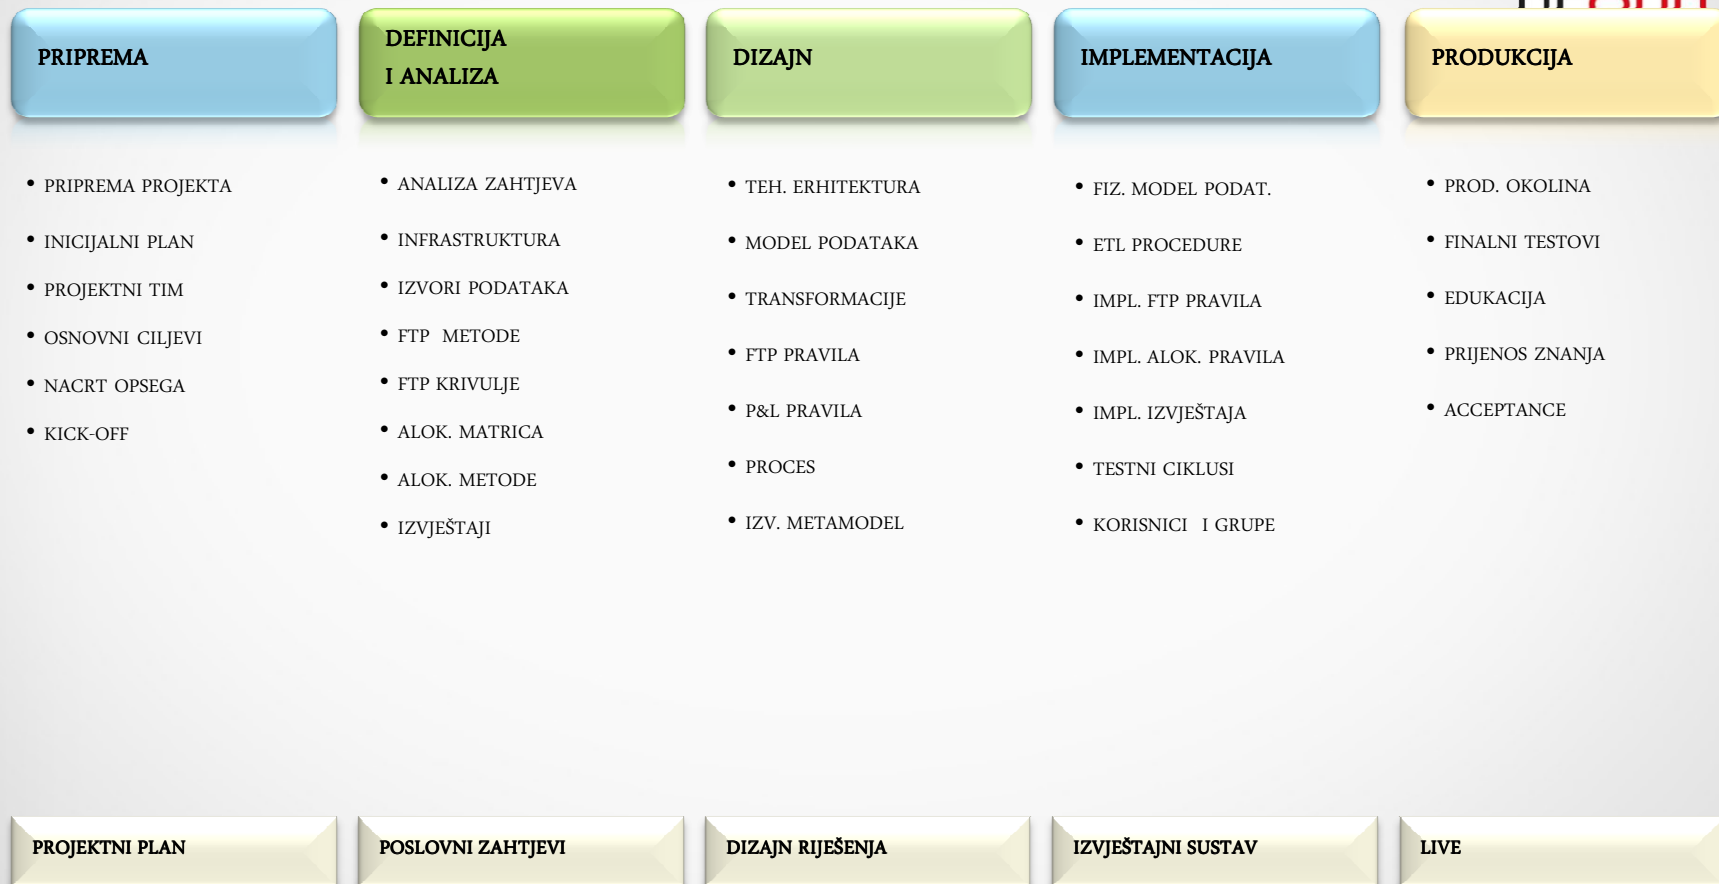 PRIPREMA
DEFINICIJA
I ANALIZA
DIZAJN
IMPLEMENTACIJA
PRODUKCIJA
• PRIPREMA PROJEKTA
• INICIJALNI PLAN
• PROJEKTNI TIM
• OSNOVNI CILJEVI
• NACRT OPSEGA
• KICK-OFF
• ANALIZA ZAHTJEVA
• INFRASTRUKTURA
• IZVORI PODATAKA
• FTP METODE
• FTP KRIVULJE
• ALOK. MATRICA
• ALOK. METODE
• IZVJEŠTAJI
• TEH. ERHITEKTURA
• MODEL PODATAKA
• TRANSFORMACIJE
• FTP PRAVILA
• P&L PRAVILA
• PROCES
• IZV. METAMODEL
• FIZ. MODEL PODAT.
• ETL PROCEDURE
• IMPL. FTP PRAVILA
• IMPL. ALOK. PRAVILA
• IMPL. IZVJEŠTAJA
• TESTNI CIKLUSI
• KORISNICI I GRUPE
• PROD. OKOLINA
• FINALNI TESTOVI
• EDUKACIJA
• PRIJENOS ZNANJA
• ACCEPTANCE
PROJEKTNI PLAN
POSLOVNI ZAHTJEVI
DIZAJN RIJEŠENJA
IZVJEŠTAJNI SUSTAV
LIVE